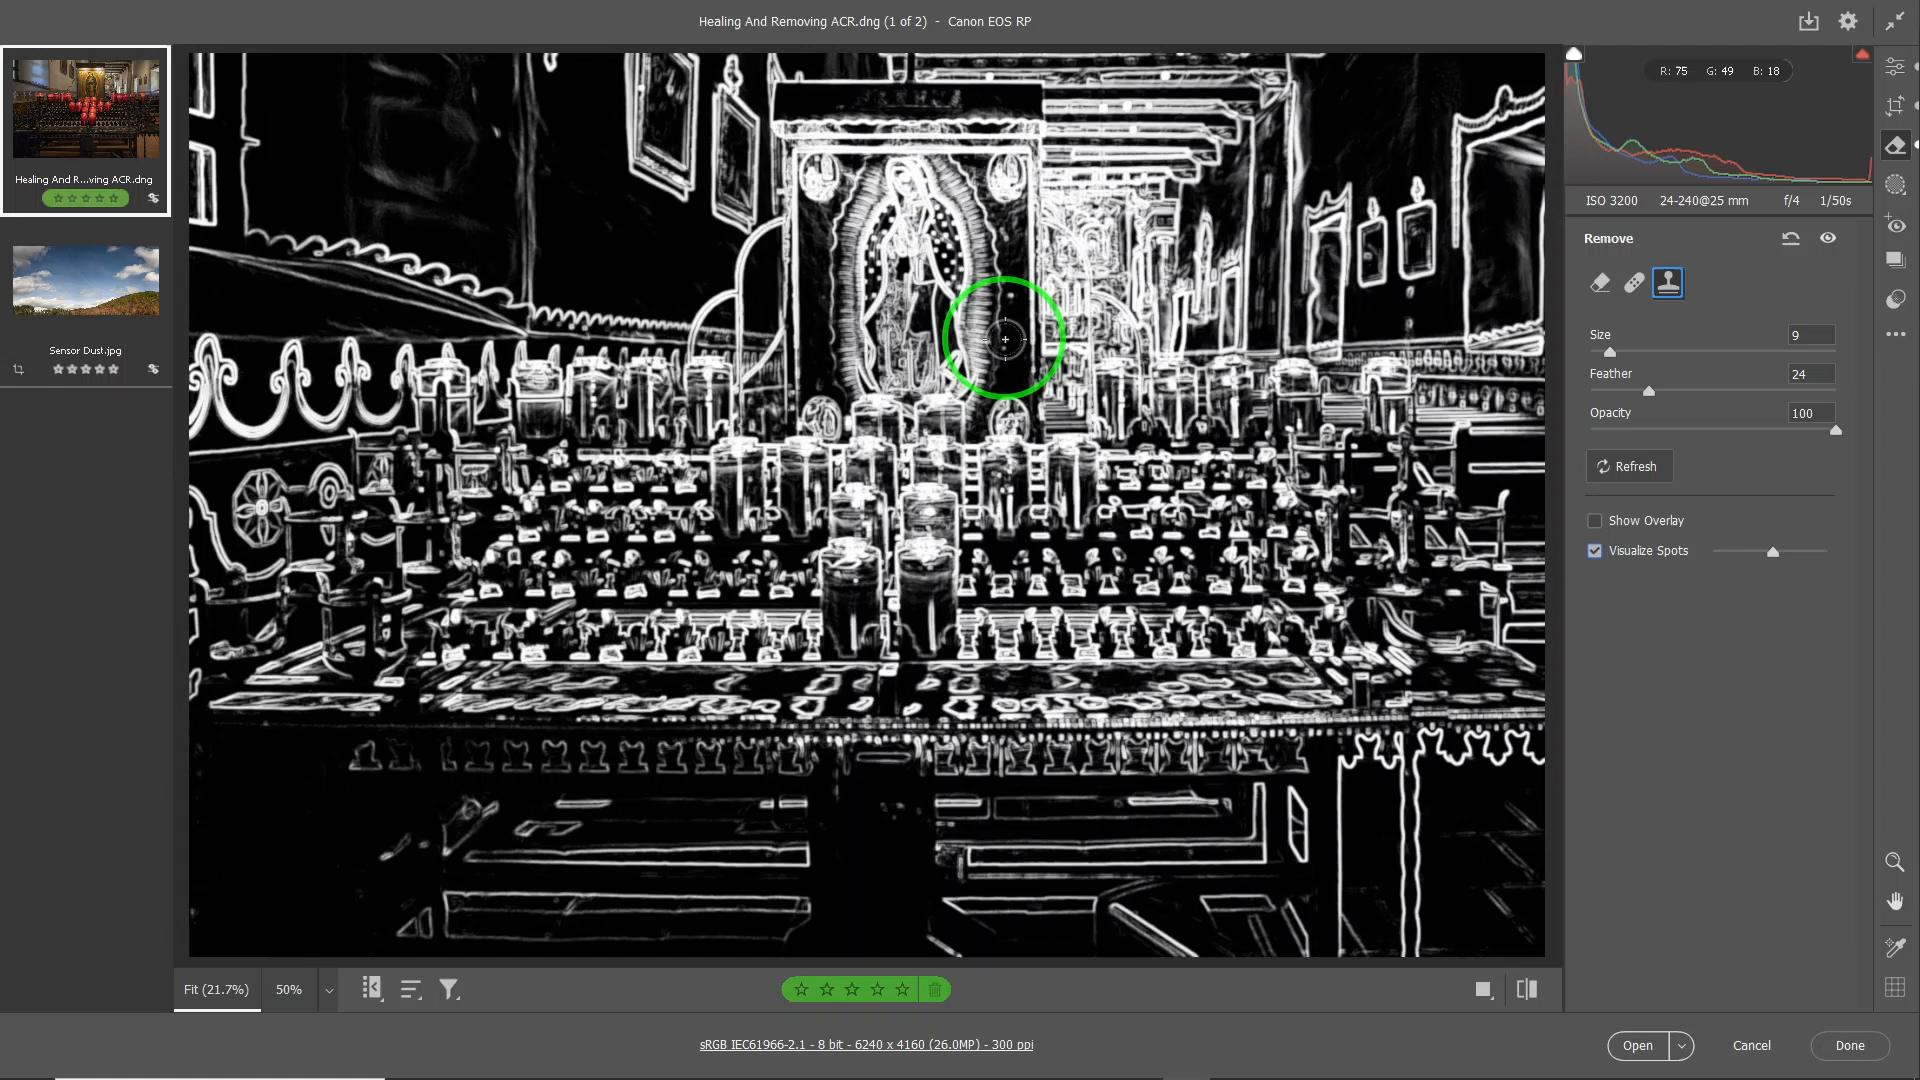 Healing And Removing ACR.dng (1 of 2)  -  Canon EOS RP
Healing And R...ving ACR.dng
Sensor Dust.jpg
R: 75 G: 49 B: 18
ISO 3200 24-240@25 mm f/4 1/50s
Remove
Size 9
Feather 24
Opacity 100
Refresh
Show Overlay
Visualize Spots
Fit (21.7%) 50%
sRGB IEC61966-2.1 - 8 bit - 6240 x 4160 (26.0MP) - 300 ppi
Open Cancel Done